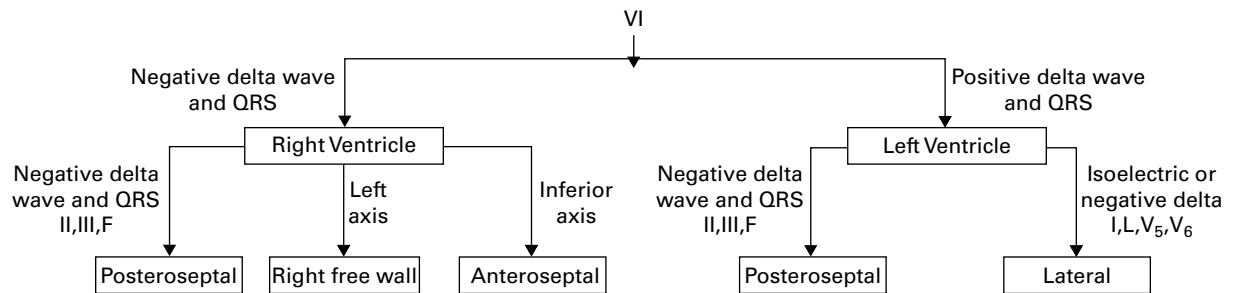 VI
Negative delta wave
and QRS
Positive delta wave
and QRS
Right Ventricle
Left Ventricle
Negative delta
wave and QRS
II,III,F
Left
axis
Inferior
axis
Negative delta
wave and QRS
II,III,F
Isoelectric or
negative delta
I,L,V₅,V₆
Posteroseptal
Right free wall
Anteroseptal
Posteroseptal
Lateral